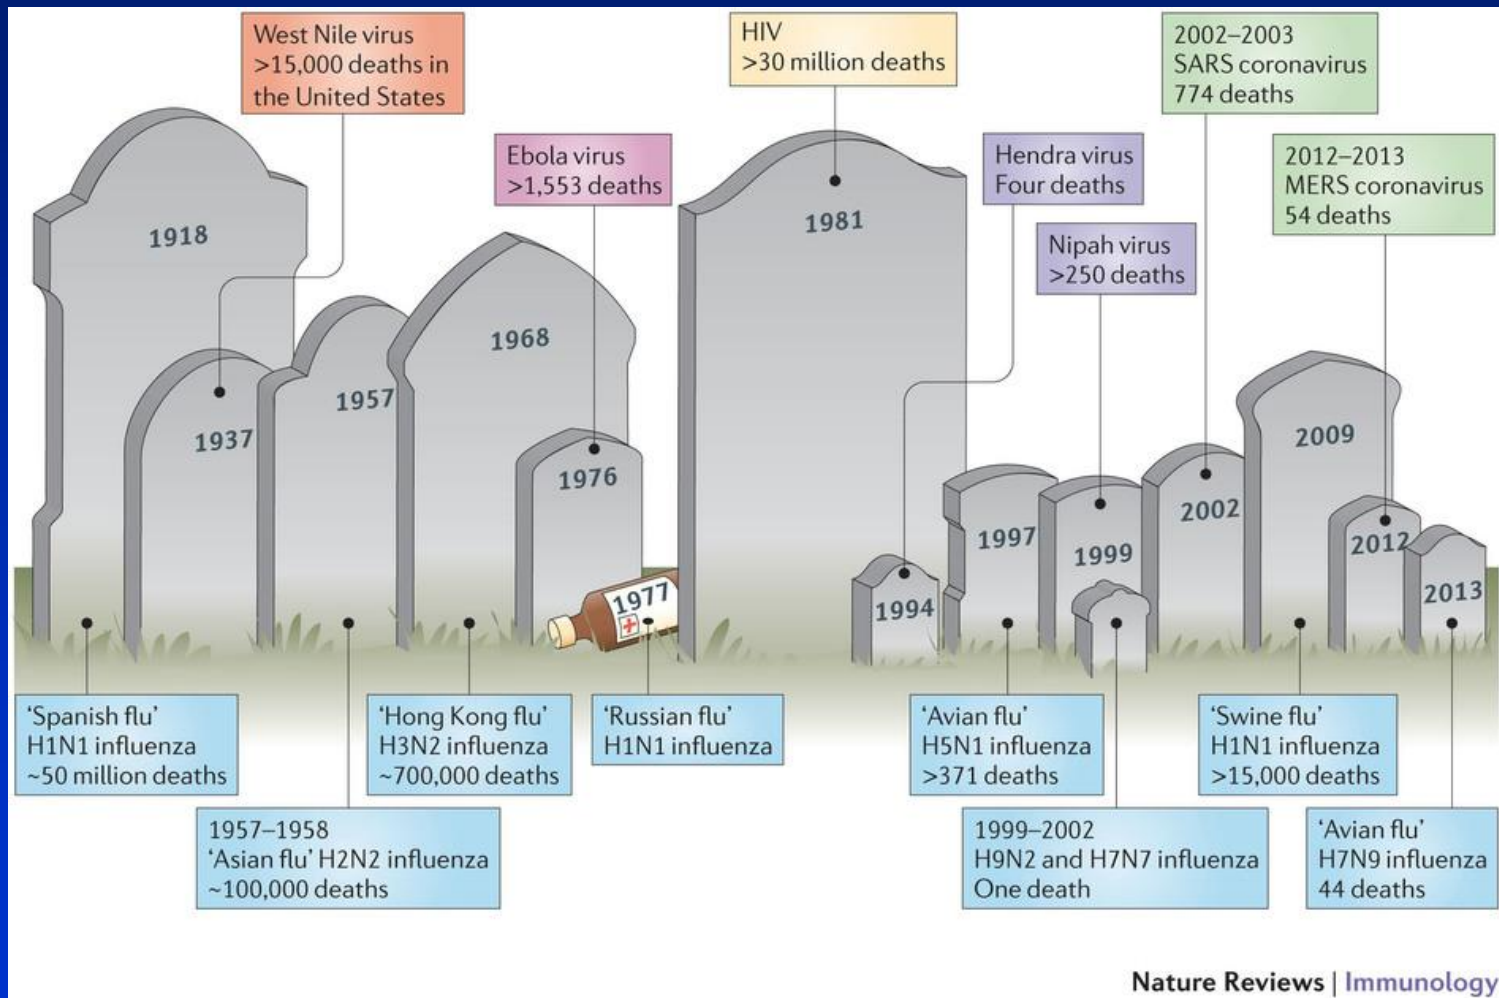 West Nile virus
>15,000 deaths in
the United States
HIV
>30 million deaths
2002–2003
SARS coronavirus
774 deaths
Ebola virus
>1,553 deaths
Hendra virus
Four deaths
2012–2013
MERS coronavirus
54 deaths
Nipah virus
>250 deaths
1918
1937
1957
1968
1976
1977
1981
1994
1997
1999
2002
2009
2012
2013
‘Spanish flu’
H1N1 influenza
~50 million deaths
‘Hong Kong flu’
H3N2 influenza
~700,000 deaths
‘Russian flu’
H1N1 influenza
‘Avian flu’
H5N1 influenza
>371 deaths
‘Swine flu’
H1N1 influenza
>15,000 deaths
1957–1958
‘Asian flu’ H2N2 influenza
~100,000 deaths
1999–2002
H9N2 and H7N7 influenza
One death
‘Avian flu’
H7N9 influenza
44 deaths
Nature Reviews | Immunology